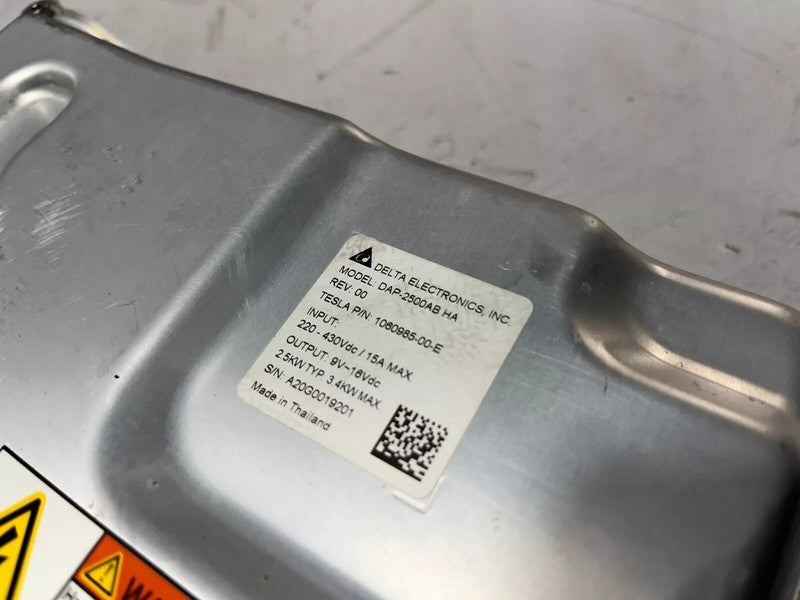 DELTA ELECTRONICS, INC.
MODEL: DAP-2500AB HA
REV: 00
TESLA P/N: 1060985-00-E
INPUT:
220 - 430Vdc / 15A MAX
OUTPUT: 9V~16Vdc
2.5KW TYP. 3.4KW MAX.
S/N: A20G0019201
Made in Thailand